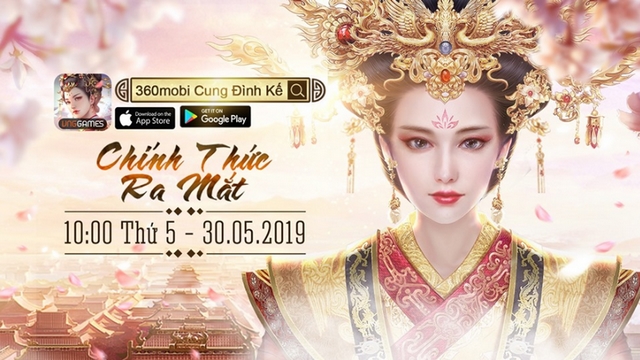 360mobi Cung Đình Kế
VNGGAMES
Download on the
App Store
GET IT ON
Google Play
Chính Thức
Ra Mắt
10:00 Thứ 5 - 30.05.2019